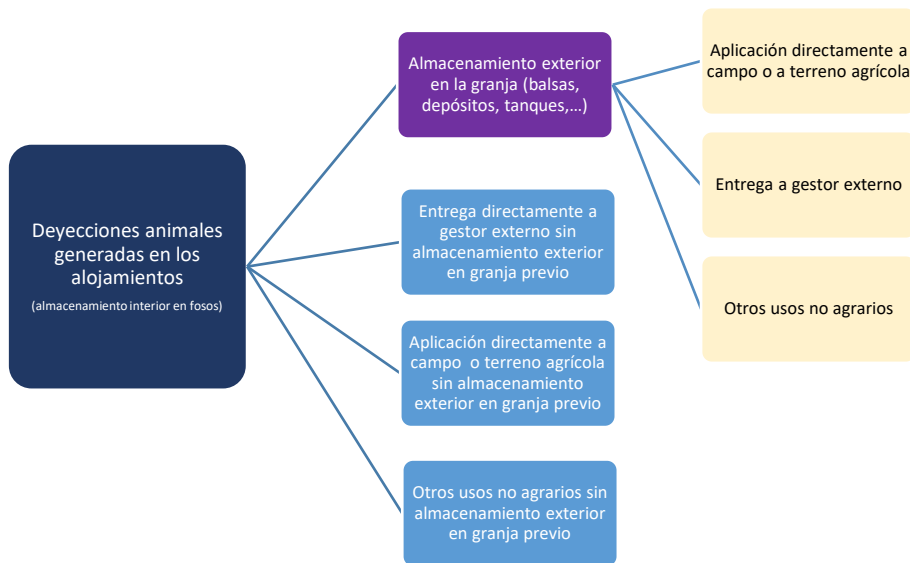 Deyecciones animales
generadas en los
alojamientos
(almacenamiento interior en fosos)
Almacenamiento exterior
en la granja (balsas,
depósitos, tanques,...)
Entrega directamente a
gestor externo sin
almacenamiento exterior
en granja previo
Aplicación directamente a
campo o terreno agrícola
sin almacenamiento
exterior en granja previo
Otros usos no agrarios sin
almacenamiento exterior
en granja previo
Aplicación directamente a
campo o a terreno agrícola
Entrega a gestor externo
Otros usos no agrarios